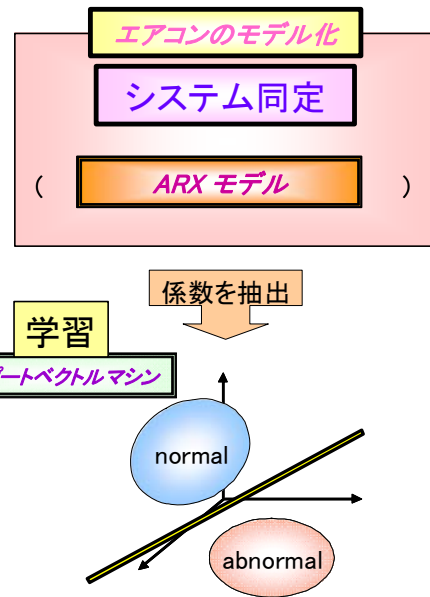 エアコンのモデル化
システム同定
( ARX モデル )
係数を抽出
学習
ートベクトルマシン
normal
abnormal